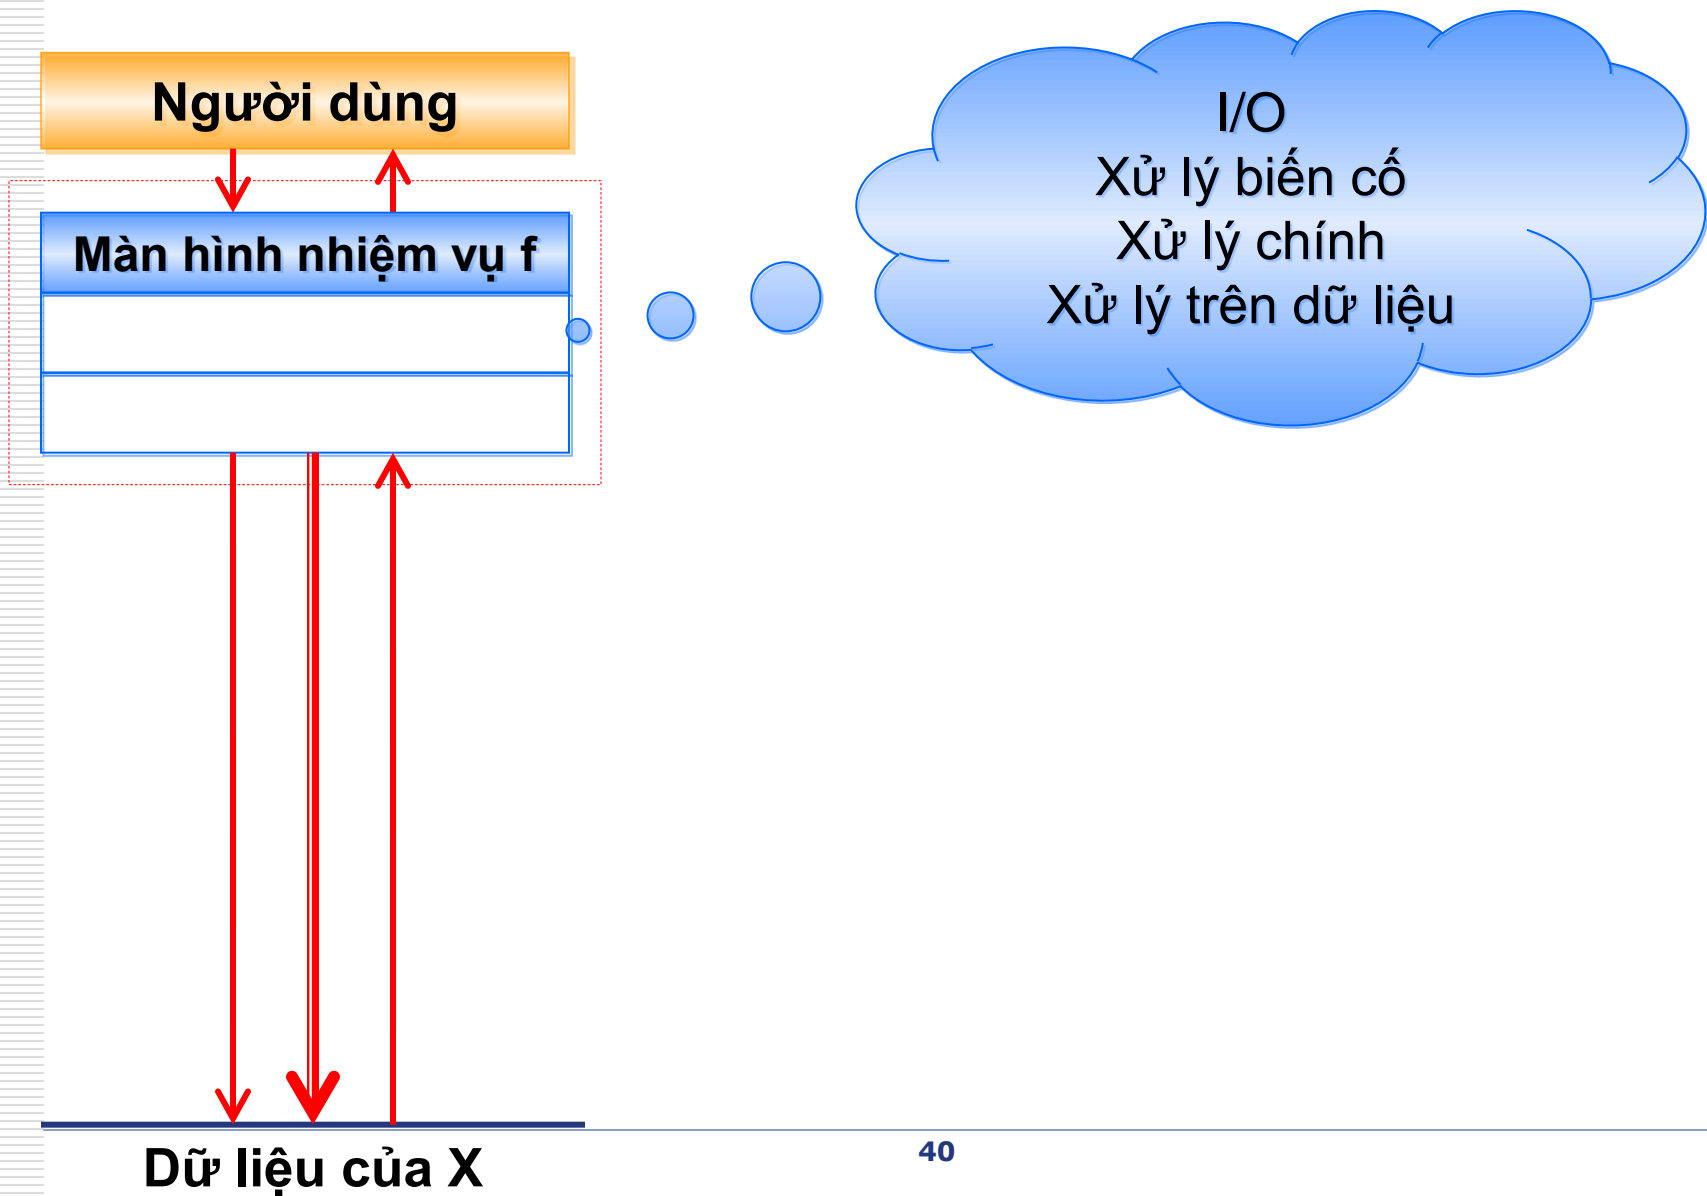 Người dùng
Màn hình nhiệm vụ f
I/O
Xử lý biến cố
Xử lý chính
Xử lý trên dữ liệu
Dữ liệu của X
40